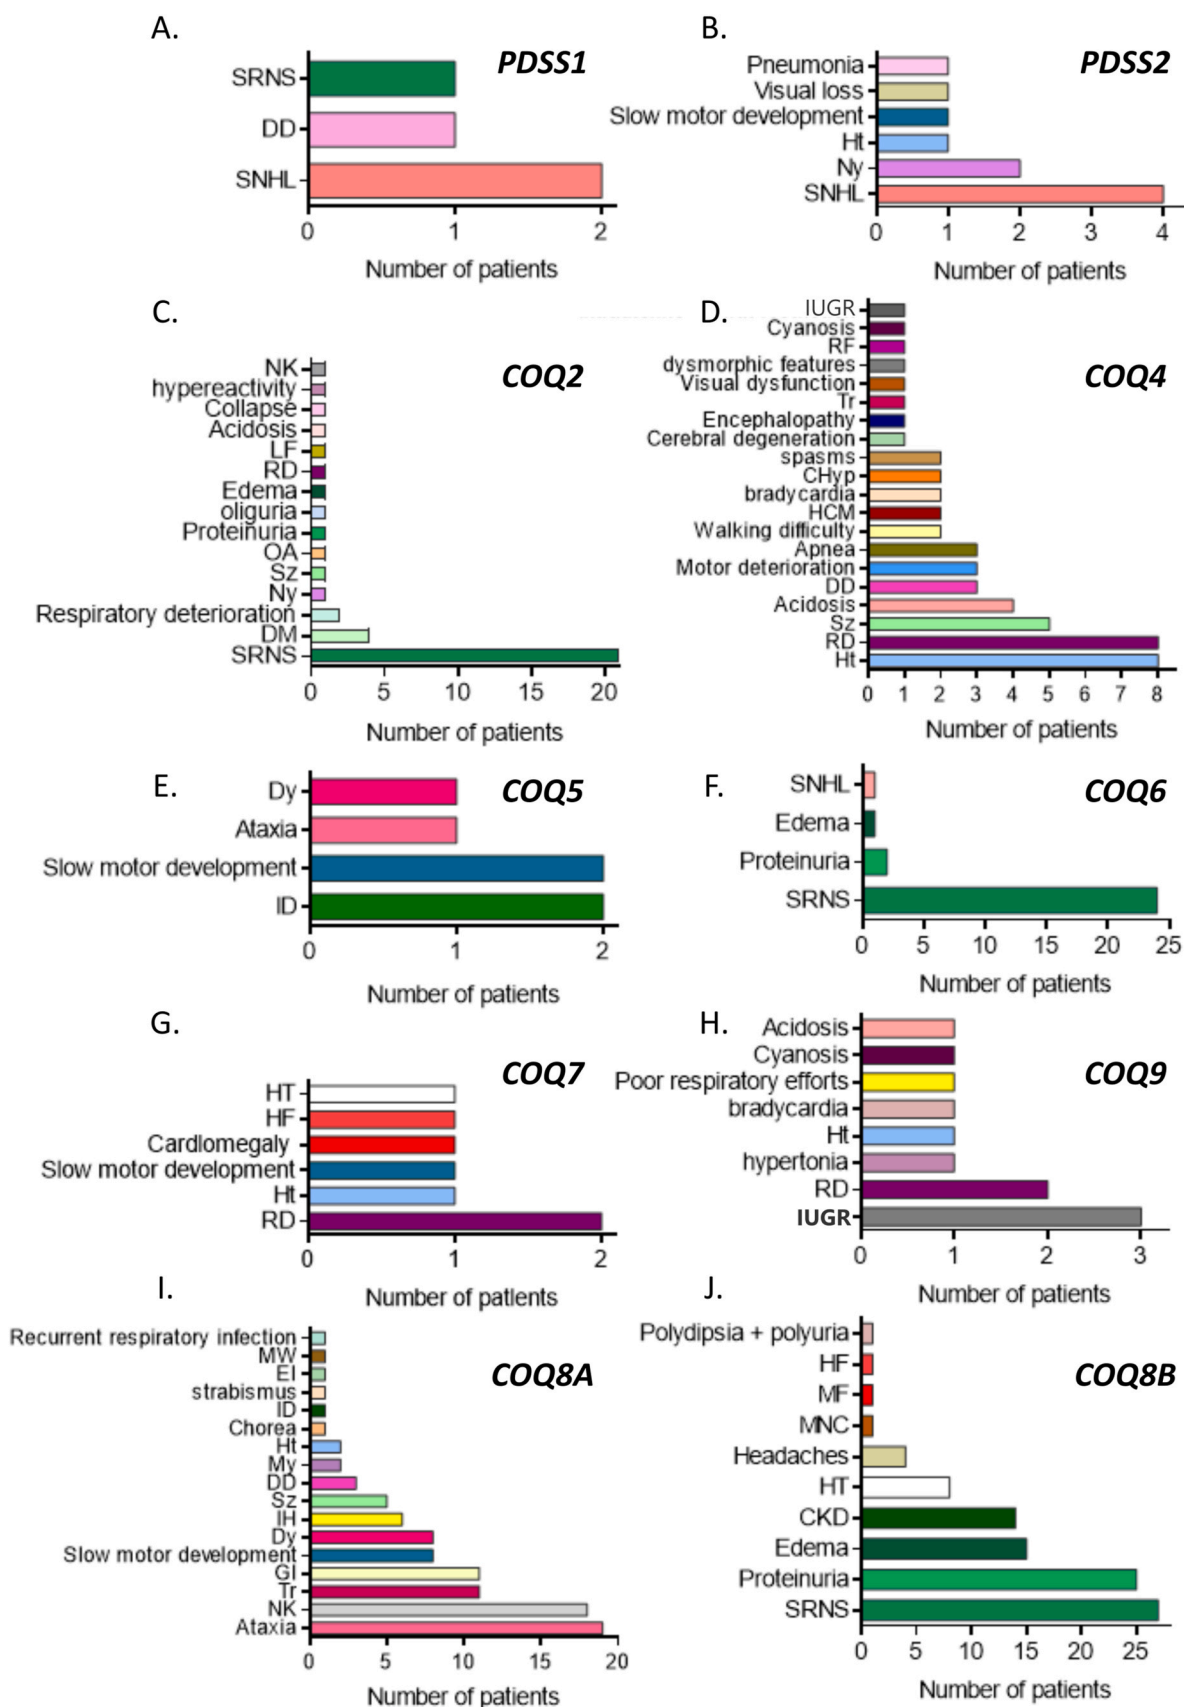 A.
PDSS1
SRNS
DD
SNHL
0 1 2
Number of patients
B.
PDSS2
Pneumonia
Visual loss
Slow motor development
Ht
Ny
SNHL
0 1 2 3 4
Number of patients
C.
COQ2
NK
hypereactivity
Collapse
Acidosis
LF
RD
Edema
oliguria
Proteinuria
OA
Sz
Ny
Respiratory deterioration
DM
SRNS
0 5 10 15 20
Number of patients
D.
COQ4
IUGR
Cyanosis
RF
dysmorphic features
Visual dysfunction
Tr
Encephalopathy
Cerebral degeneration
spasms
CHyp
bradycardia
HCM
Walking difficulty
Apnea
Motor deterioration
DD
Acidosis
Sz
RD
Ht
0 1 2 3 4 5 6 7 8
Number of patients
E.
COQ5
Dy
Ataxia
Slow motor development
ID
0 1 2
Number of patients
F.
COQ6
SNHL
Edema
Proteinuria
SRNS
0 5 10 15 20 25
Number of patients
G.
COQ7
HT
HF
Cardlomegaly
Slow motor development
Ht
RD
0 1 2
Number of patients
H.
COQ9
Acidosis
Cyanosis
Poor respiratory efforts
bradycardia
Ht
hypertonia
RD
IUGR
0 1 2 3
Number of patients
I.
COQ8A
Recurrent respiratory infection
MW
EI
strabismus
ID
Chorea
Ht
My
DD
Sz
IH
Dy
Slow motor development
GI
Tr
NK
Ataxia
0 5 10 15 20
Number of patients
J.
COQ8B
Polydipsia + polyuria
HF
MF
MNC
Headaches
HT
CKD
Edema
Proteinuria
SRNS
0 5 10 15 20 25
Number of patients